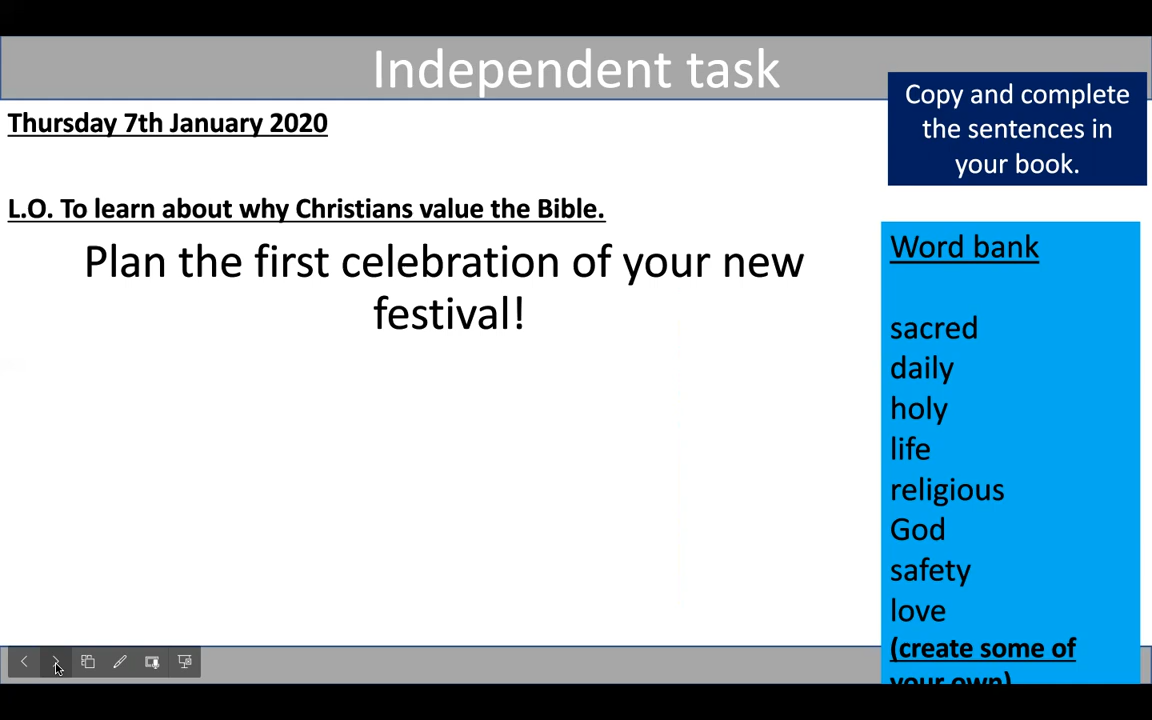 Independent task
Thursday 7th January 2020
Copy and complete
the sentences in
your book.
L.O. To learn about why Christians value the Bible.
Plan the first celebration of your new
festival!
Word bank
sacred
daily
holy
life
religious
God
safety
love
(create some of
your own)